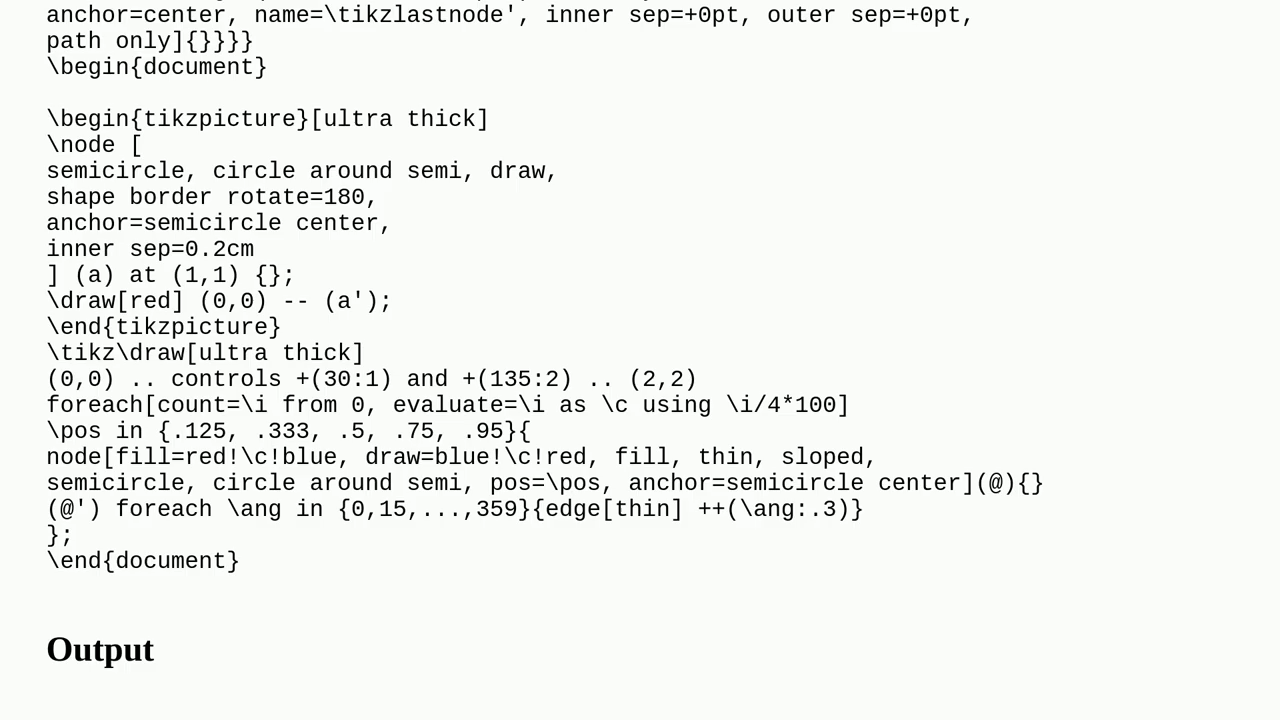 anchor=center, name=\tikzlastnode', inner sep=+0pt, outer sep=+0pt,
path only]{}}}}
\begin{document}
\begin{tikzpicture}[ultra thick]
\node [
semicircle, circle around semi, draw,
shape border rotate=180,
anchor=semicircle center,
inner sep=0.2cm
] (a) at (1,1) {};
\draw[red] (0,0) -- (a');
\end{tikzpicture}
\tikz\draw[ultra thick]
(0,0) .. controls +(30:1) and +(135:2) .. (2,2)
foreach[count=\i from 0, evaluate=\i as \c using \i/4*100]
\pos in {.125, .333, .5, .75, .95}{
node[fill=red!\c!blue, draw=blue!\c!red, fill, thin, sloped,
semicircle, circle around semi, pos=\pos, anchor=semicircle center](@){}
(@') foreach \ang in {0,15,...,359}{edge[thin] ++(\ang:.3)}
};
\end{document}
Output